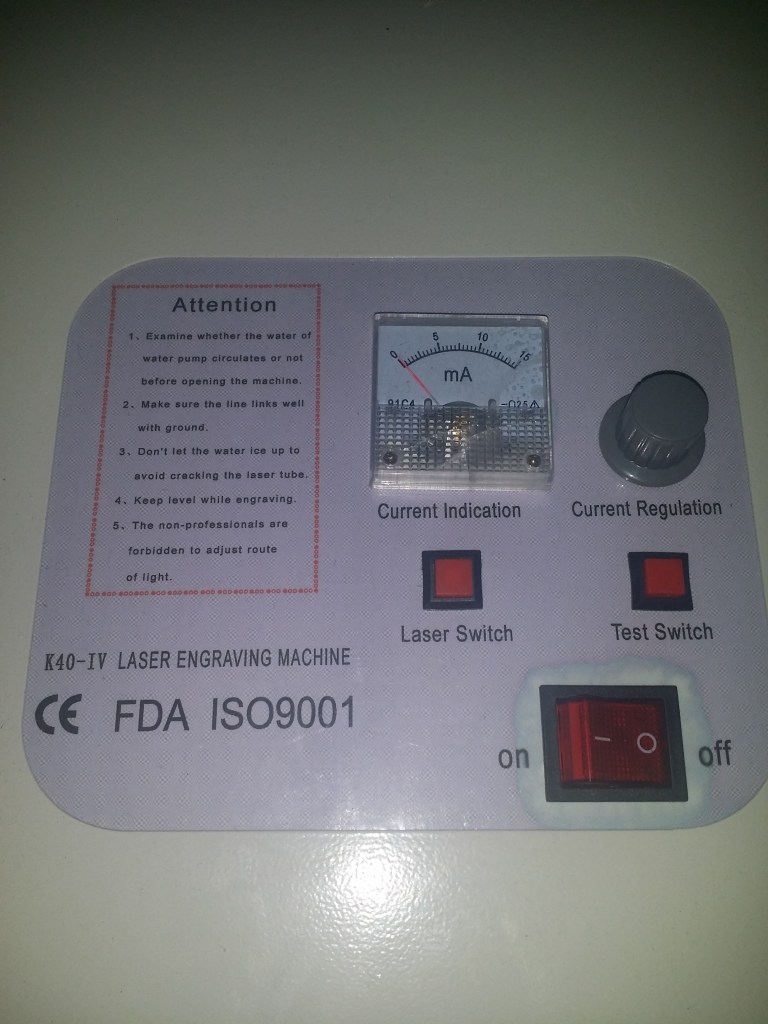 Attention
1、Examine whether the water of
water pump circulates or not
before opening the machine.
2、Make sure the line links well
with ground.
3、Don't let the water ice up to
avoid cracking the laser tube.
4、Keep level while engraving.
5、The non-professionals are
forbidden to adjust route
of light.
K40-IV LASER ENGRAVING MACHINE
CE FDA ISO9001
0 5 10 15
mA
91C4
Current Indication
Current Regulation
Laser Switch
Test Switch
on
off